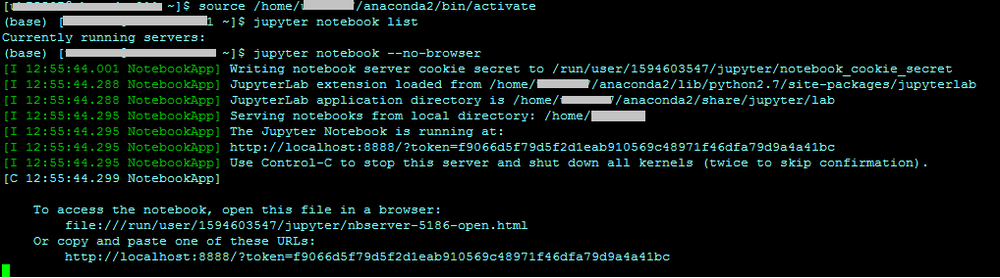 ~]$ source /home/ /anaconda2/bin/activate
(base) [ 1 ~]$ jupyter notebook list
Currently running servers:
(base) [ ~]$ jupyter notebook --no-browser
[I 12:55:44.001 NotebookApp] Writing notebook server cookie secret to /run/user/1594603547/jupyter/notebook_cookie_secret
[I 12:55:44.288 NotebookApp] JupyterLab extension loaded from /home/ /anaconda2/lib/python2.7/site-packages/jupyterlab
[I 12:55:44.288 NotebookApp] JupyterLab application directory is /home/ /anaconda2/share/jupyter/lab
[I 12:55:44.295 NotebookApp] Serving notebooks from local directory: /home/
[I 12:55:44.295 NotebookApp] The Jupyter Notebook is running at:
[I 12:55:44.295 NotebookApp] http://localhost:8888/?token=f9066d5f79d5f2d1eab910569c48971f46dfa79d9a4a41bc
[I 12:55:44.295 NotebookApp] Use Control-C to stop this server and shut down all kernels (twice to skip confirmation).
[C 12:55:44.299 NotebookApp]
To access the notebook, open this file in a browser:
file:///run/user/1594603547/jupyter/nbserver-5186-open.html
Or copy and paste one of these URLs:
http://localhost:8888/?token=f9066d5f79d5f2d1eab910569c48971f46dfa79d9a4a41bc